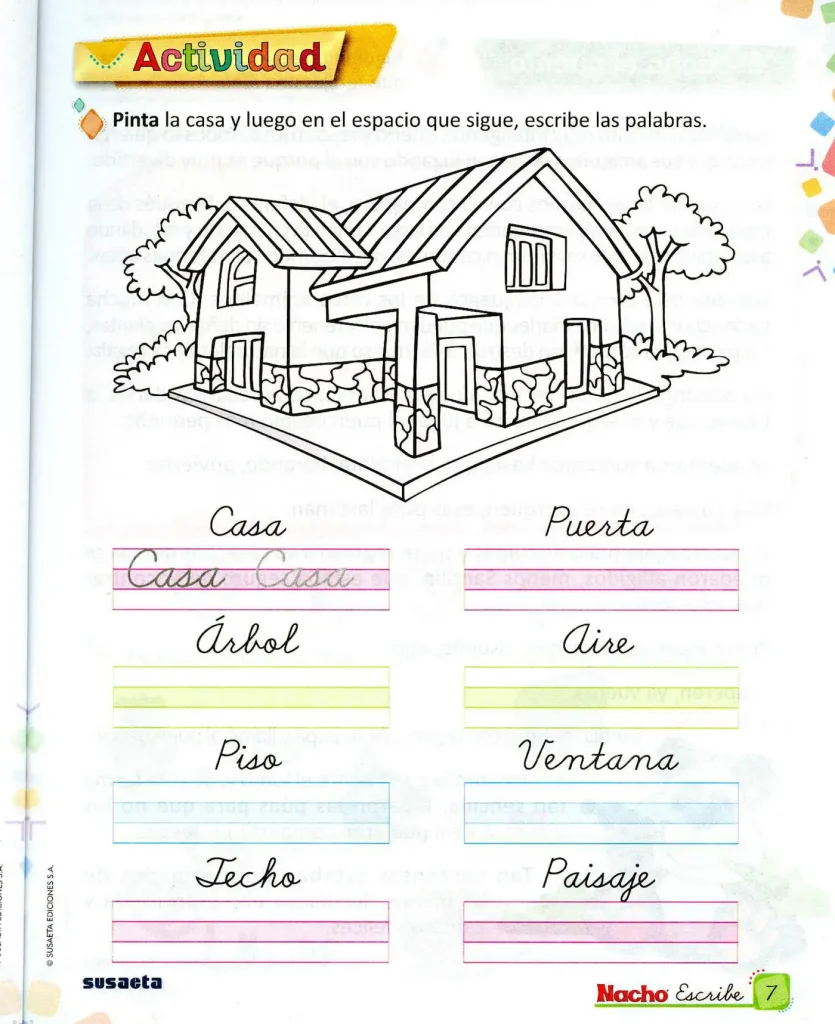 Actividad
Pinta la casa y luego en el espacio que sigue, escribe las palabras.
Casa Puerta
Casa Casa
Árbol Aire
Piso Ventana
Techo Paisaje
© SUSAETA EDICIONES S.A.
susaeta
Nacho Escribe 7